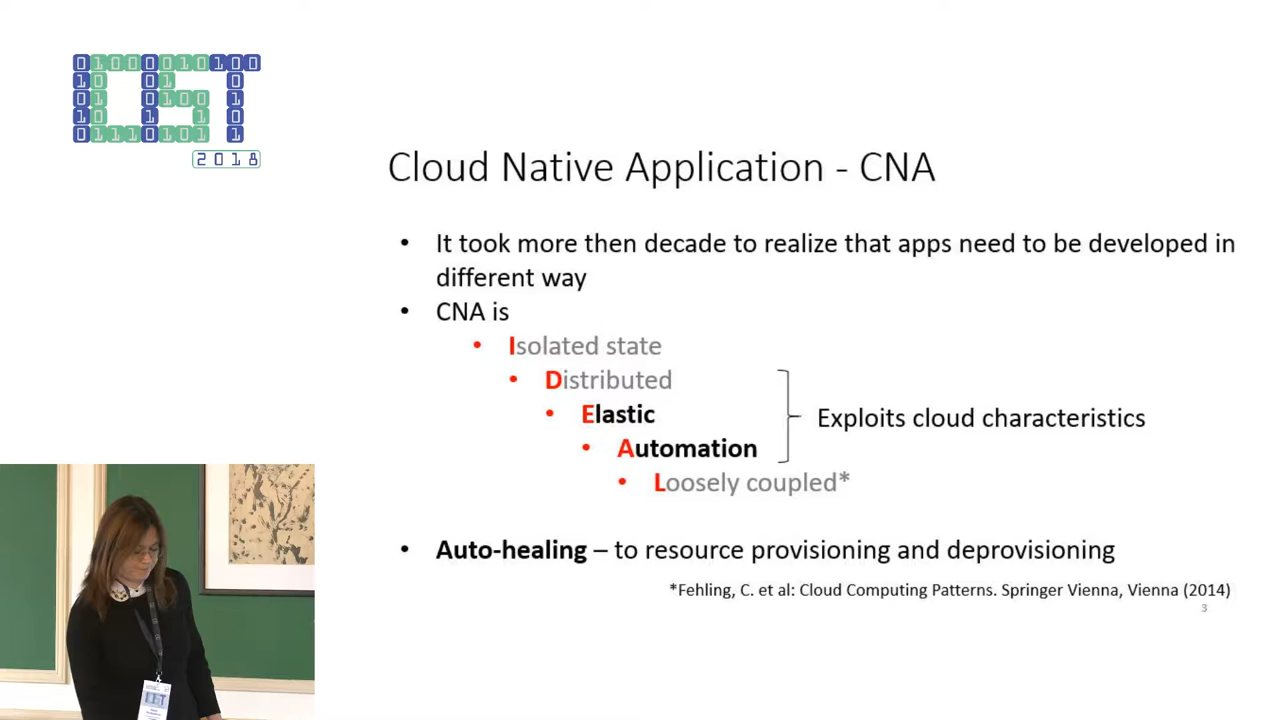 2018
Cloud Native Application - CNA
• It took more then decade to realize that apps need to be developed in
different way
• CNA is
• Isolated state
• Distributed
• Elastic
• Automation
• Loosely coupled*
Exploits cloud characteristics
• Auto-healing – to resource provisioning and deprovisioning
*Fehling, C. et al: Cloud Computing Patterns. Springer Vienna, Vienna (2014)
3